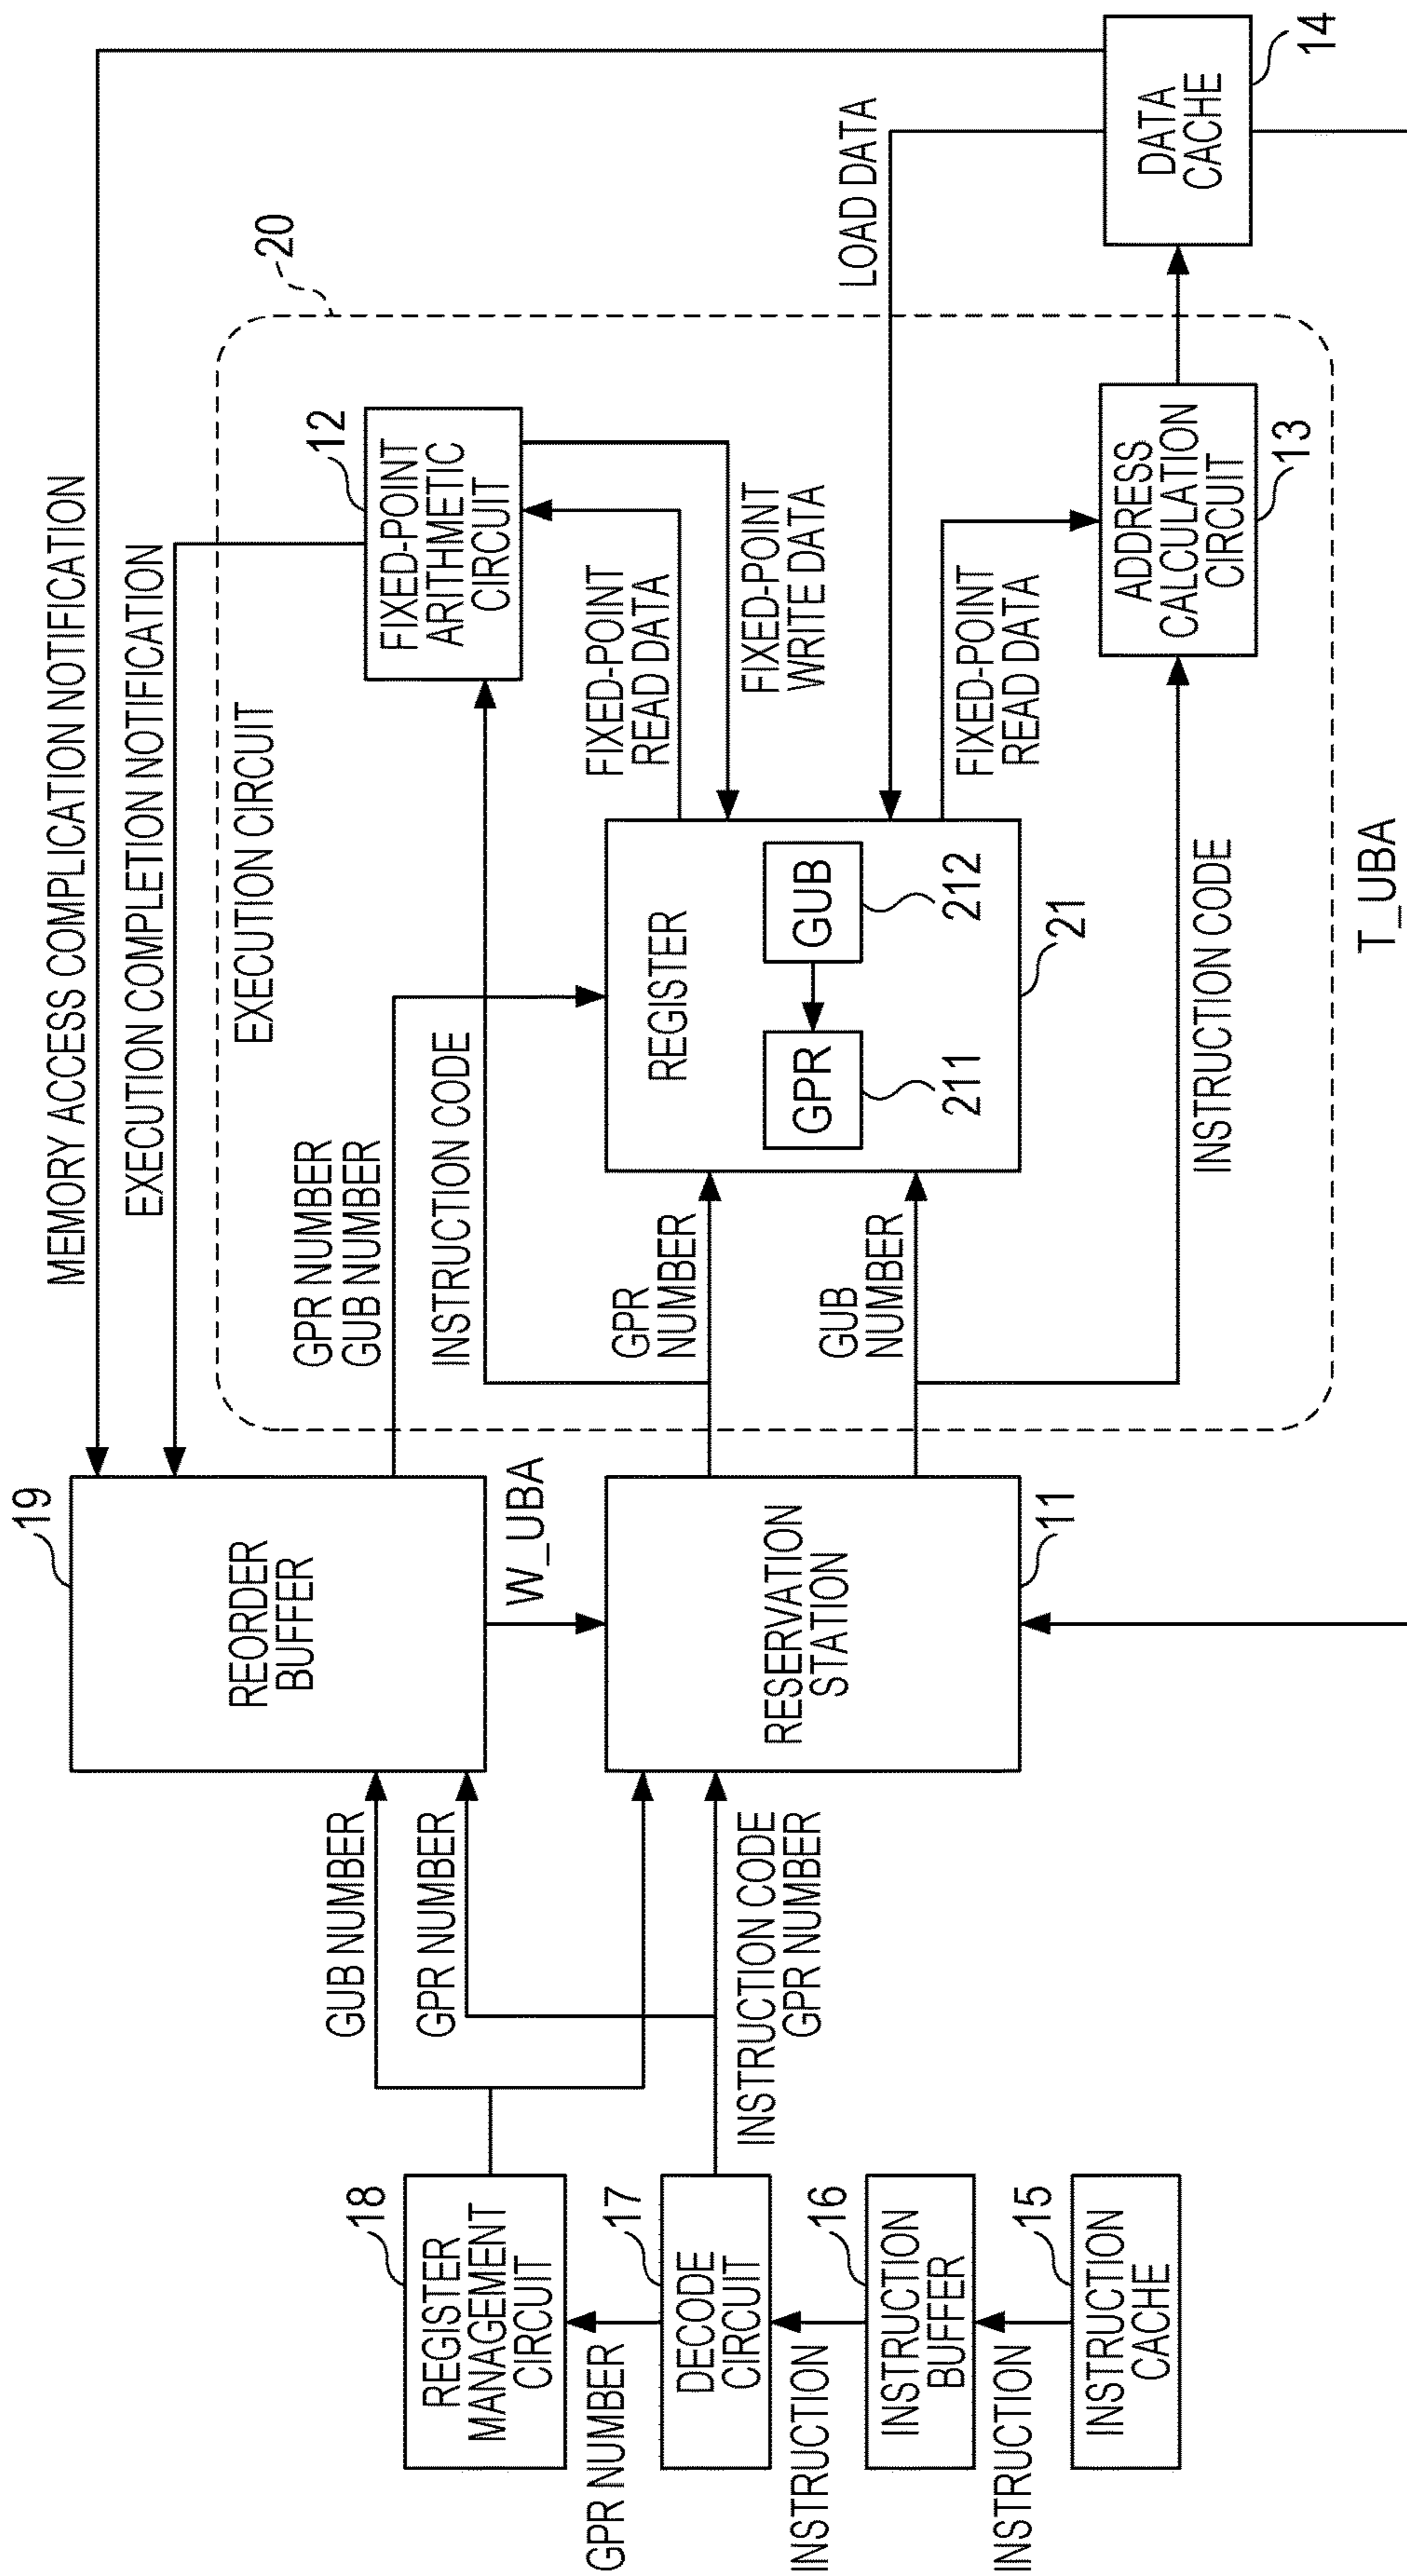 MEMORY ACCESS COMPLICATION NOTIFICATION
EXECUTION COMPLETION NOTIFICATION
19
REORDER
BUFFER
20
EXECUTION CIRCUIT
12
FIXED-POINT
ARITHMETIC
CIRCUIT
18
REGISTER
MANAGEMENT
CIRCUIT
GUB NUMBER
GPR NUMBER
GPR NUMBER
GUB NUMBER
INSTRUCTION CODE
W_UBA
GPR NUMBER
17
DECODE
CIRCUIT
INSTRUCTION CODE
GPR NUMBER
RESERVATION
STATION
11
GPR
NUMBER
GUB
NUMBER
REGISTER
GPR
211
GUB
212
21
FIXED-POINT
READ DATA
FIXED-POINT
WRITE DATA
LOAD DATA
FIXED-POINT
READ DATA
INSTRUCTION
16
INSTRUCTION
BUFFER
INSTRUCTION
15
INSTRUCTION
CACHE
INSTRUCTION CODE
ADDRESS
CALCULATION
CIRCUIT
13
DATA
CACHE
14
T_UBA